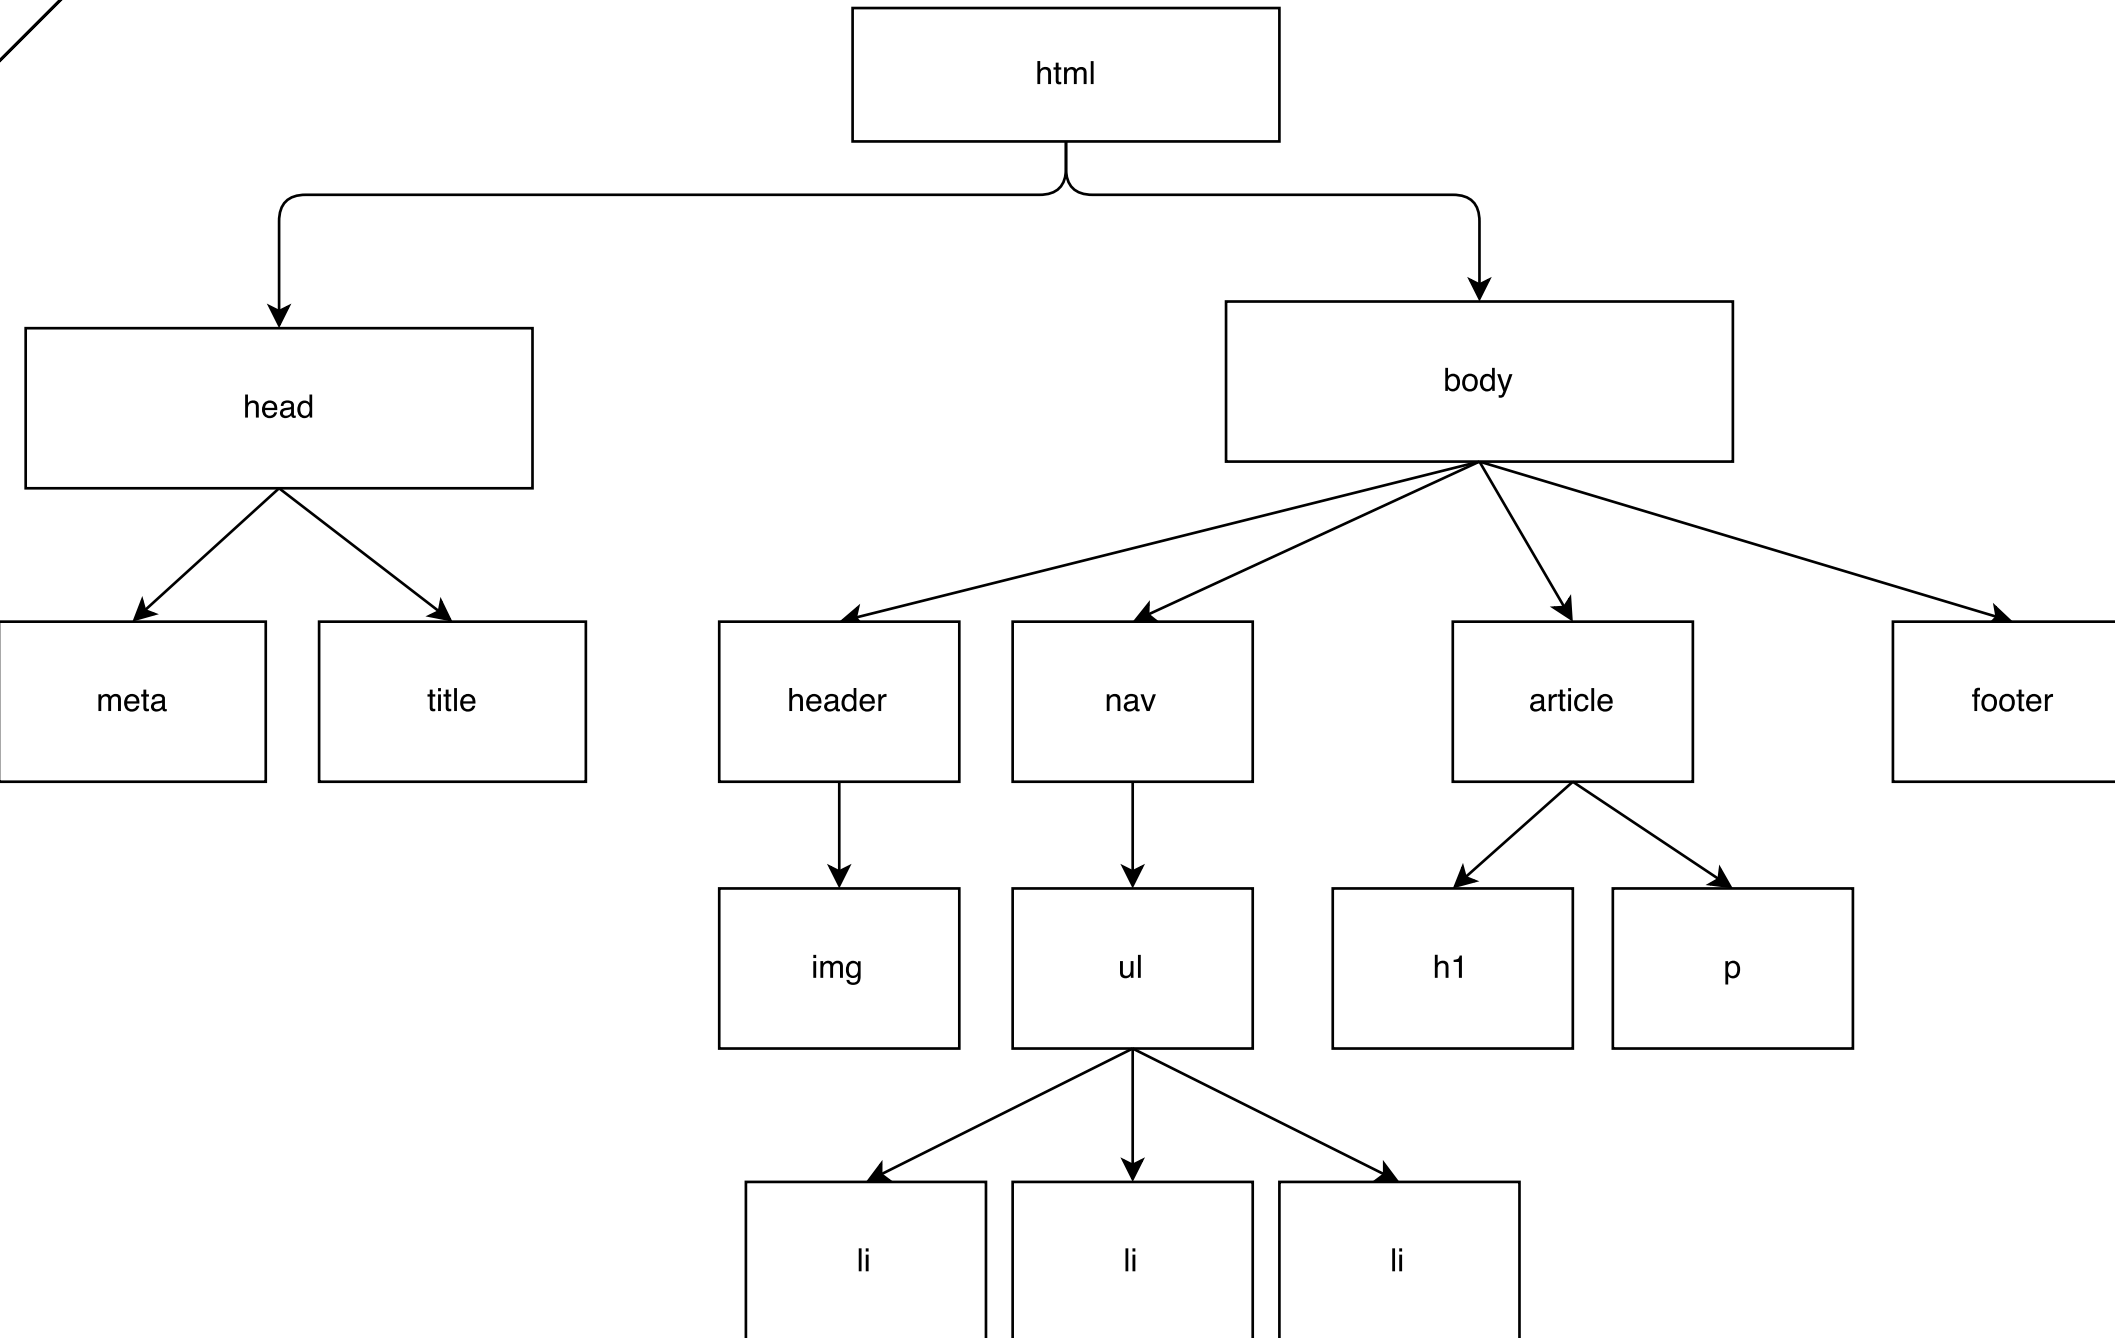 html
head
body
meta
title
header
nav
article
footer
img
ul
h1
p
li
li
li